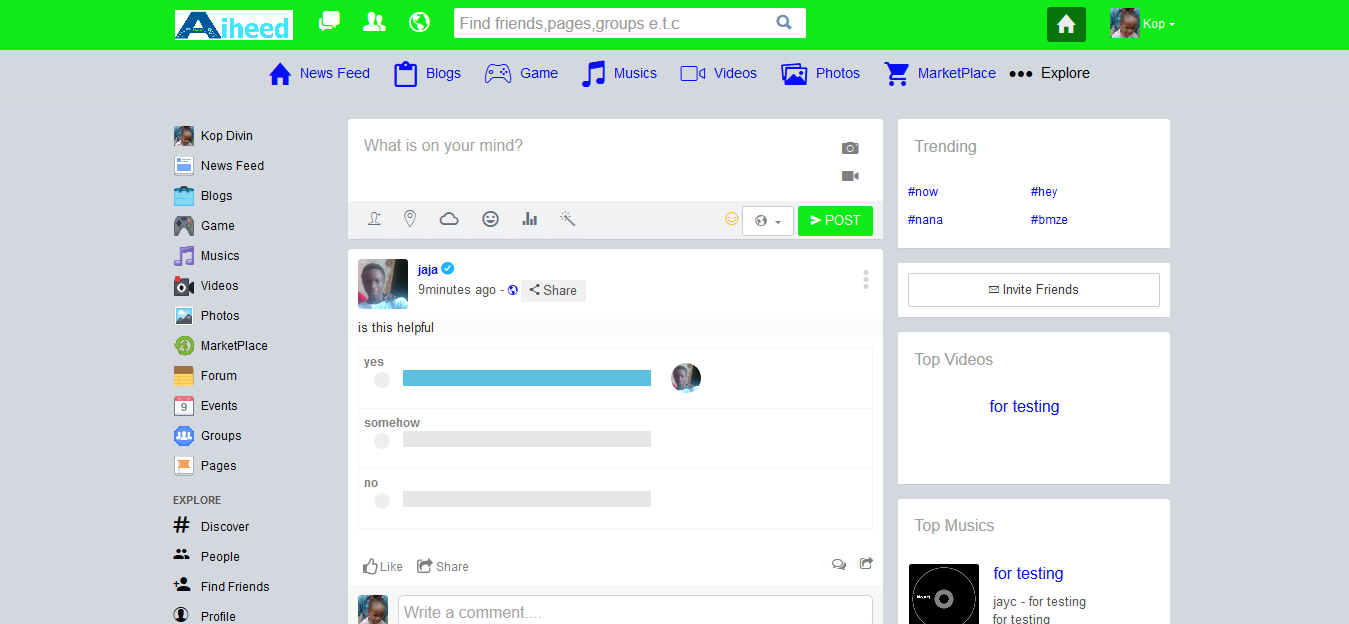 Aiheed
Find friends,pages,groups e.t.c
Kop
News Feed
Blogs
Game
Musics
Videos
Photos
MarketPlace
Explore
Kop Divin
News Feed
Blogs
Game
Musics
Videos
Photos
MarketPlace
Forum
9
Events
Groups
Pages
EXPLORE
Discover
People
Find Friends
Profile
What is on your mind?
POST
jaja
9minutes ago -
Share
is this helpful
yes
somehow
no
Like
Share
Write a comment....
Trending
#now
#hey
#nana
#bmze
Invite Friends
Top Videos
for testing
Top Musics
for testing
jayc - for testing
for testing